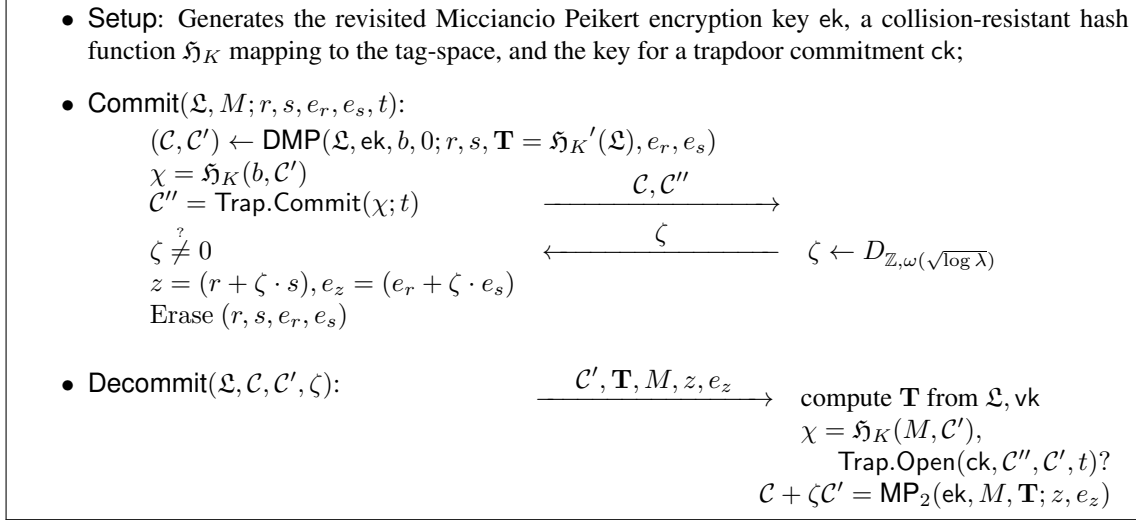 • Setup: Generates the revisited Micciancio Peikert encryption key ek, a collision-resistant hash
function ℌ_K mapping to the tag-space, and the key for a trapdoor commitment ck;
• Commit(𝔏, M; r, s, e_r, e_s, t):
(𝒞, 𝒞′) ← DMP(𝔏, ek, b, 0; r, s, 𝐓 = ℌ_K′(𝔏), e_r, e_s)
χ = ℌ_K(b, 𝒞′)
𝒞″ = Trap.Commit(χ; t) 𝒞, 𝒞″ →
ζ ≠? 0 ← ζ ζ ← D_{ℤ,ω(√log λ)}
z = (r + ζ · s), e_z = (e_r + ζ · e_s)
Erase (r, s, e_r, e_s)
• Decommit(𝔏, 𝒞, 𝒞′, ζ): 𝒞′, 𝐓, M, z, e_z → compute 𝐓 from 𝔏, vk
χ = ℌ_K(M, 𝒞′),
Trap.Open(ck, 𝒞″, 𝒞′, t)?
𝒞 + ζ𝒞′ = MP₂(ek, M, 𝐓; z, e_z)